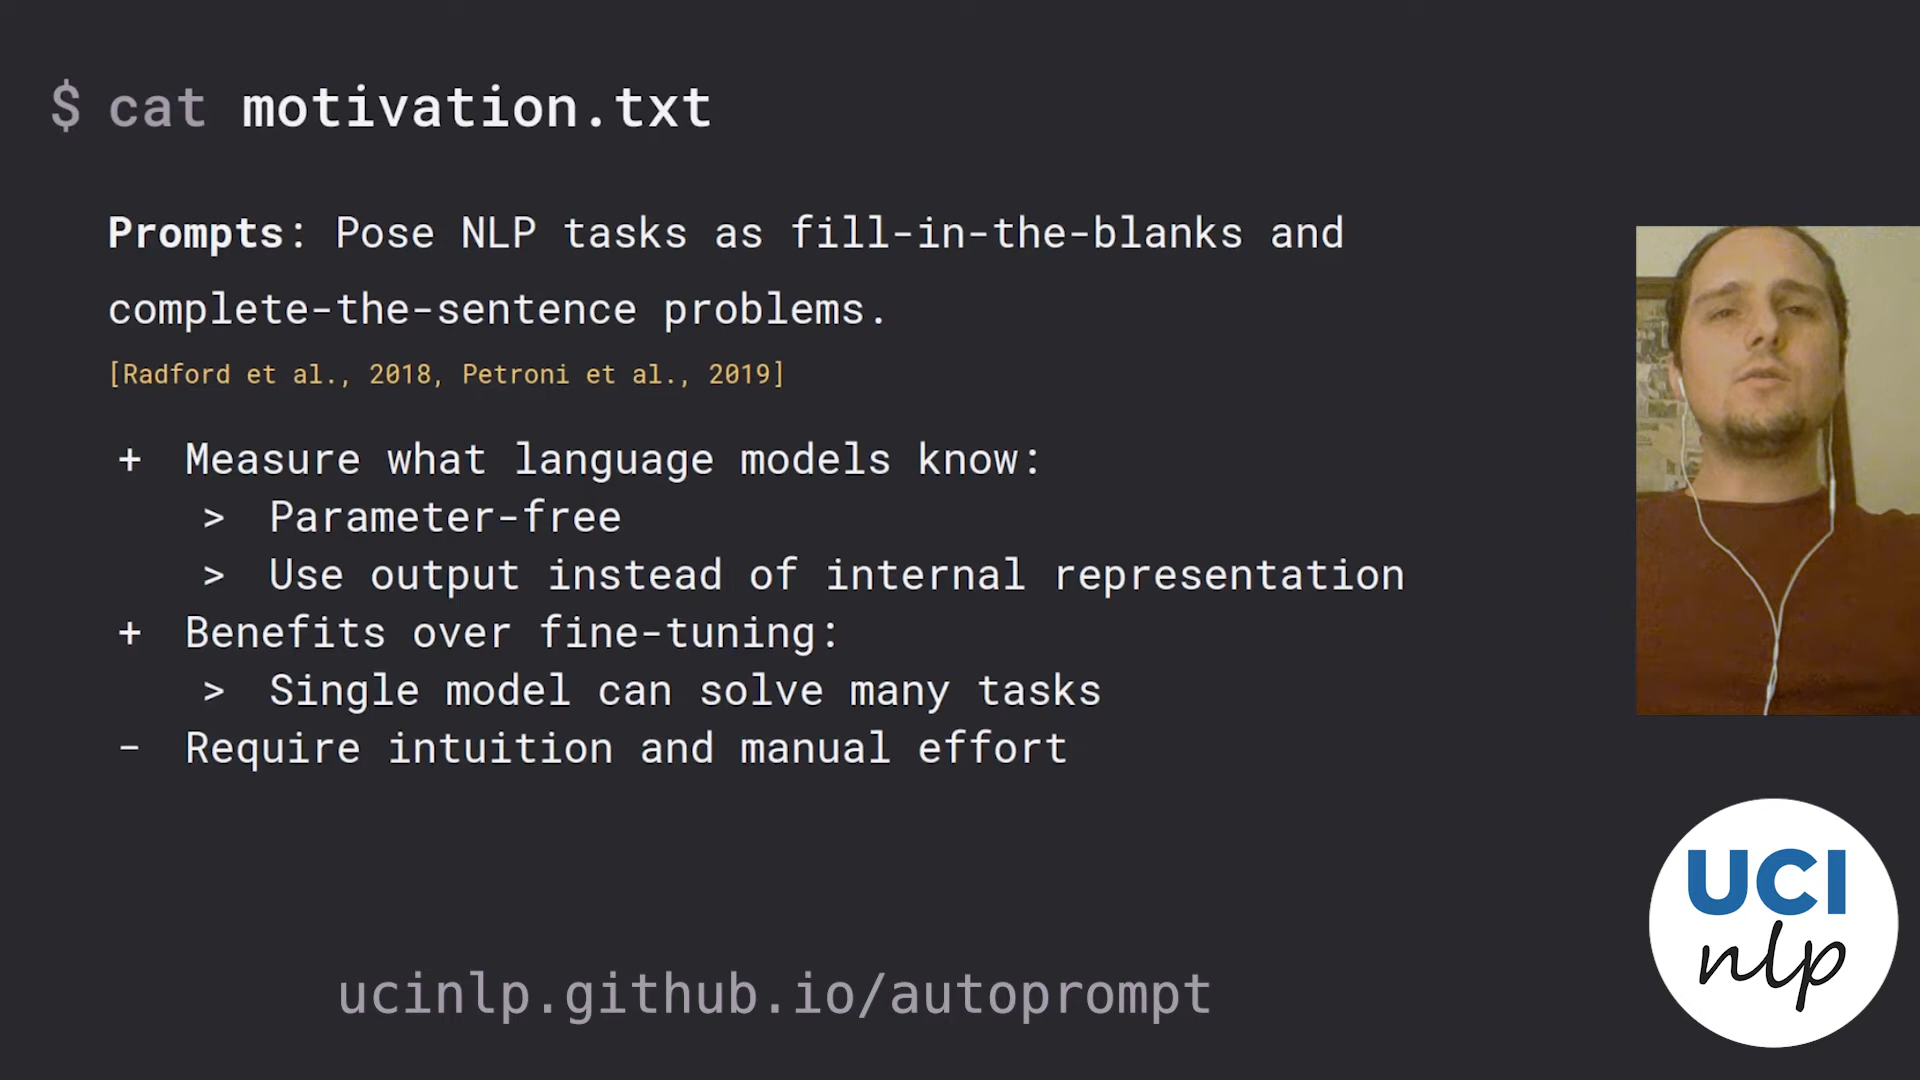 $ cat motivation.txt
Prompts: Pose NLP tasks as fill-in-the-blanks and
complete-the-sentence problems.
[Radford et al., 2018, Petroni et al., 2019]
+ Measure what language models know:
> Parameter-free
> Use output instead of internal representation
+ Benefits over fine-tuning:
> Single model can solve many tasks
- Require intuition and manual effort
UCI
nlp
ucinlp.github.io/autoprompt